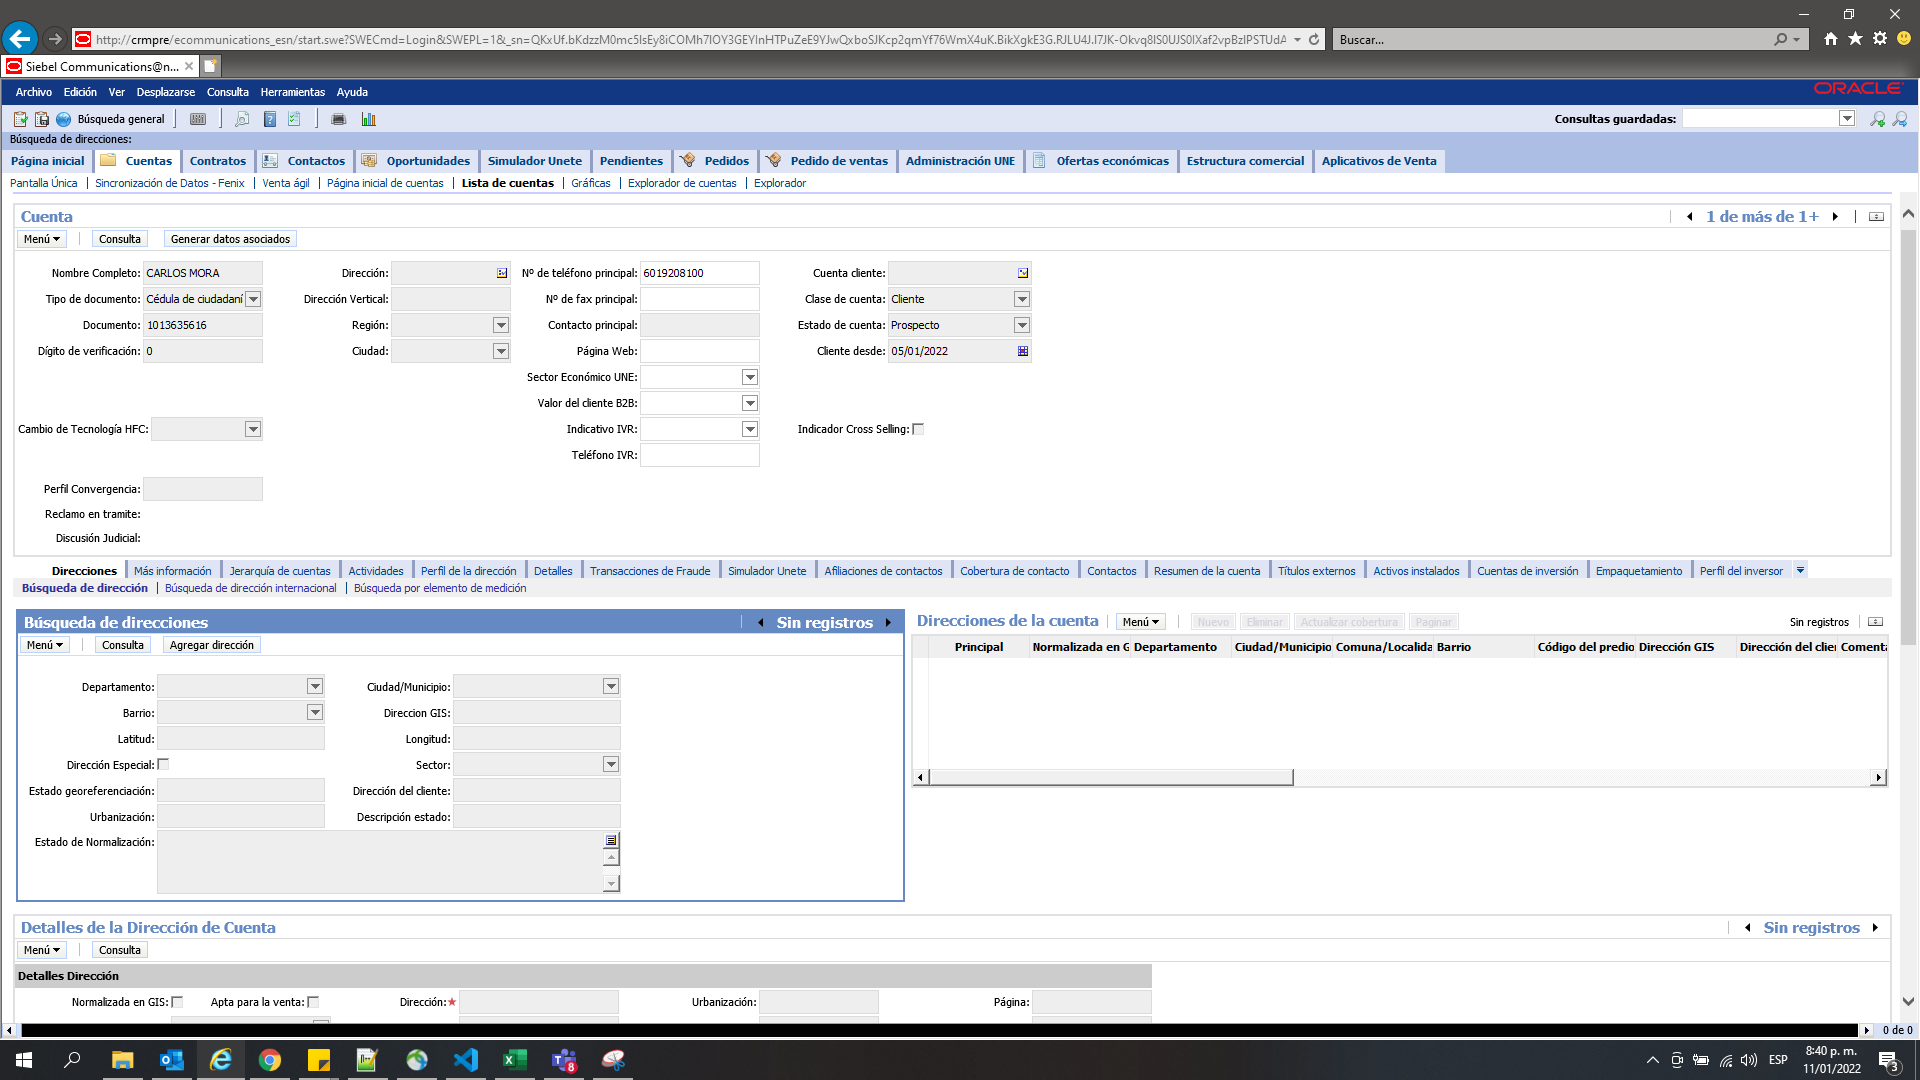 http://crmpre/ecommunications_esn/start.swe?SWECmd=Login&SWEPL=1&_sn=
Buscar...
Siebel Communications@n...
Archivo Edición Ver Desplazarse Consulta Herramientas Ayuda
ORACLE
Búsqueda general
Consultas guardadas:
Búsqueda de direcciones:
Página inicial Cuentas Contratos Contactos Oportunidades Simulador Unete Pendientes Pedidos Pedido de ventas Administración UNE Ofertas económicas Estructura comercial Aplicativos de Venta
Pantalla Única Sincronización de Datos - Fenix Venta ágil Página inicial de cuentas Lista de cuentas Gráficas Explorador de cuentas Explorador
Cuenta
1 de más de 1+
Menú Consulta Generar datos asociados
Nombre Completo: CARLOS MORA Dirección: Nº de teléfono principal: 6019208100 Cuenta cliente:
Tipo de documento: Cédula de ciudadaní Dirección Vertical: Nº de fax principal: Clase de cuenta: Cliente
Documento: 1013635616 Región: Contacto principal: Estado de cuenta: Prospecto
Dígito de verificación: 0 Ciudad: Página Web: Cliente desde: 05/01/2022
Sector Económico UNE:
Valor del cliente B2B:
Cambio de Tecnología HFC: Indicativo IVR: Indicador Cross Selling:
Teléfono IVR:
Perfil Convergencia:
Reclamo en tramite:
Discusión Judicial:
Direcciones Más información Jerarquía de cuentas Actividades Perfil de la dirección Detalles Transacciones de Fraude Simulador Unete Afiliaciones de contactos Cobertura de contacto Contactos Resumen de la cuenta Títulos externos Activos instalados Cuentas de inversión Empaquetamiento Perfil del inversor
Búsqueda de dirección Búsqueda de dirección internacional Búsqueda por elemento de medición
Búsqueda de direcciones
Sin registros
Menú Consulta Agregar dirección
Departamento: Ciudad/Municipio:
Barrio: Direccion GIS:
Latitud: Longitud:
Dirección Especial: Sector:
Estado georeferenciación: Dirección del cliente:
Urbanización: Descripción estado:
Estado de Normalización:
Direcciones de la cuenta Menú Nuevo Eliminar Actualizar cobertura Paginar Sin registros
Principal Normalizada en G Departamento Ciudad/Municipio Comuna/Localida Barrio Código del predio Dirección GIS Dirección del clie Coment
Detalles de la Dirección de Cuenta
Sin registros
Menú Consulta
Detalles Dirección
Normalizada en GIS: Apta para la venta: Dirección:★ Urbanización: Página:
0 de 0
8
ESP
8:40 p. m.
11/01/2022
3